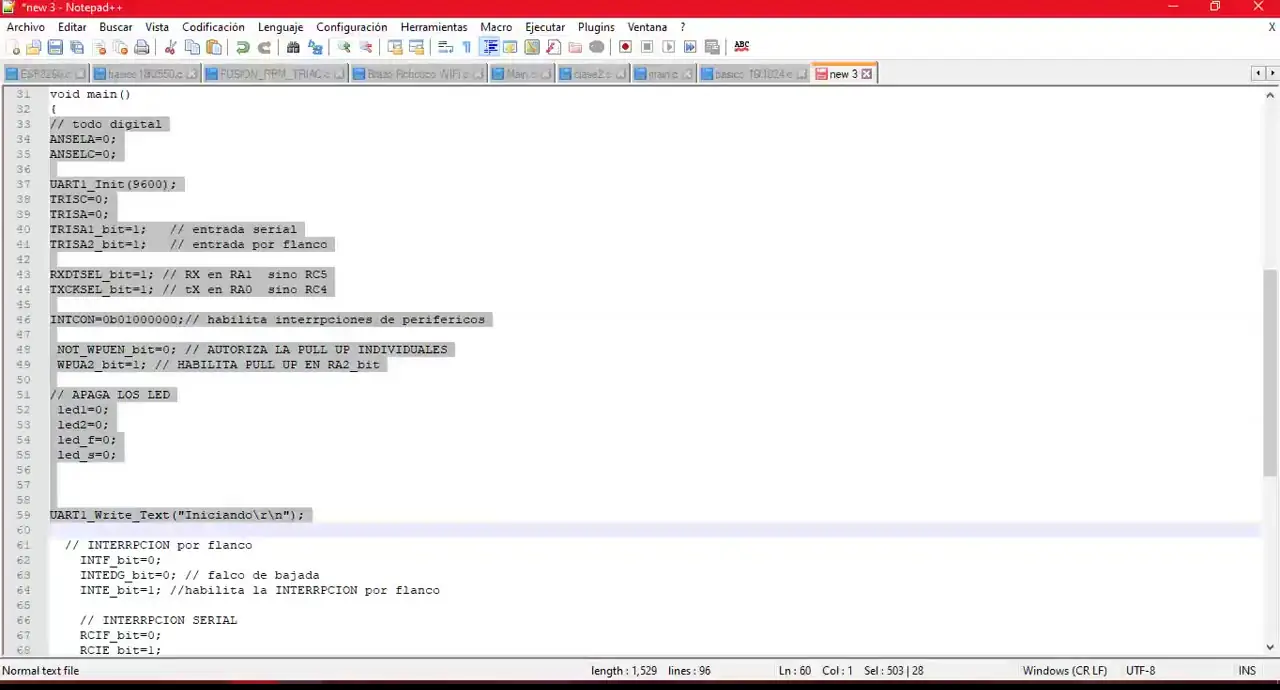 *new 3 - Notepad++
Archivo Editar Buscar Vista Codificación Lenguaje Configuración Herramientas Macro Ejecutar Plugins Ventana ?
X
ABC
FUSION_PPM_TRIAC.c Brazo Robotico WIFI.c Main.c clave2.c main.c new 3
31 void main()
32 {
33 // todo digital
34 ANSELA=0;
35 ANSELC=0;
36
37 UART1_Init(9600);
38 TRISC=0;
39 TRISA=0;
40 TRISA1_bit=1; // entrada serial
41 TRISA2_bit=1; // entrada por flanco
42
43 RXDTSEL_bit=1; // RX en RA1 sino RC5
44 TXCKSEL_bit=1; // tX en RA0 sino RC4
45
46 INTCON=0b01000000;// habilita interrpciones de perifericos
47
48 NOT_WPUEN_bit=0; // AUTORIZA LA PULL UP INDIVIDUALES
49 WPUA2_bit=1; // HABILITA PULL UP EN RA2_bit
50
51 // APAGA LOS LED
52 led1=0;
53 led2=0;
54 led_f=0;
55 led_s=0;
56
57
58
59 UART1_Write_Text("Iniciando\r\n");
60
61 // INTERRPCION por flanco
62 INTF_bit=0;
63 INTEDG_bit=0; // falco de bajada
64 INTE_bit=1; //habilita la INTERRPCION por flanco
65
66 // INTERRPCION SERIAL
67 RCIF_bit=0;
68 RCIE_bit=1;
Normal text file length : 1,529 lines : 96 Ln : 60 Col : 1 Sel : 503 | 28 Windows (CR LF) UTF-8 INS